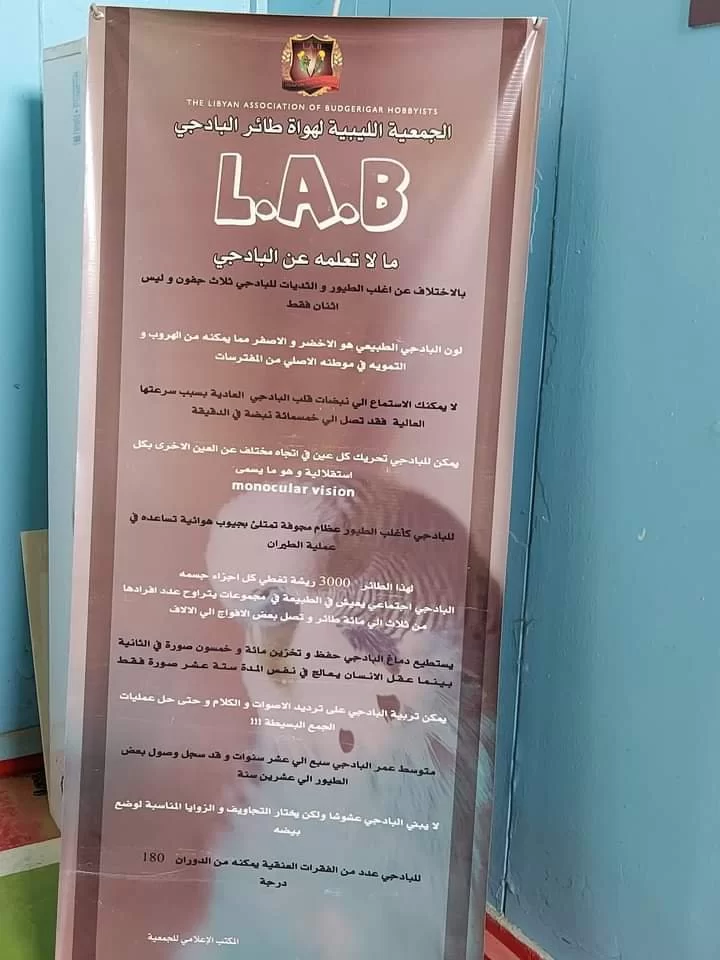 L A B
THE LIBYAN ASSOCIATION OF BUDGERIGAR HOBBYISTS
الجمعية الليبية لهواة طائر البادجي
L.A.B
ما لا تعلمه عن البادجي
بالاختلاف عن اغلب الطيور و الثديات للبادجي ثلاث جفون و ليس
اثنان فقط
لون البادجي الطبيعي هو الاخضر و الاصفر مما يمكنه من الهروب و
التمويه في موطنه الاصلي من المفترسات
لا يمكنك الاستماع الي نبضات قلب البادجي العادية بسبب سرعتها
العالية فقد تصل الي خمسمائة نبضة في الدقيقة
يمكن للبادجي تحريك كل عين في اتجاه مختلف عن العين الاخرى بكل
استقلالية و هو ما يسمى
monocular vision
للبادجي كأغلب الطيور عظام مجوفة تمتلئ بجيوب هوائية تساعده في
عملية الطيران
لهذا الطائر 3000 ريشة تغطي كل اجزاء جسمه
البادجي اجتماعي يعيش في الطبيعة في مجموعات يتراوح عدد افرادها
من ثلاث الي مائة طائر و تصل بعض الافواج الي الالاف
يستطيع دماغ البادجي حفظ و تخزين مائة و خمسون صورة في الثانية
بينما عقل الانسان يعالج في نفس المدة ستة عشر صورة فقط
يمكن تربية البادجي على ترديد الاصوات و الكلام و حتى حل عمليات
الجمع البسيطة !!!
متوسط عمر البادجي سبع الي عشر سنوات و قد سجل وصول بعض
الطيور الي عشرين سنة
لا يبني البادجي عشوشا ولكن يختار التجاويف و الزوايا المناسبة لوضع
بيضه
للبادجي عدد من الفقرات العنقية يمكنه من الدوران 180
درجة
المكتب الإعلامي للجمعية